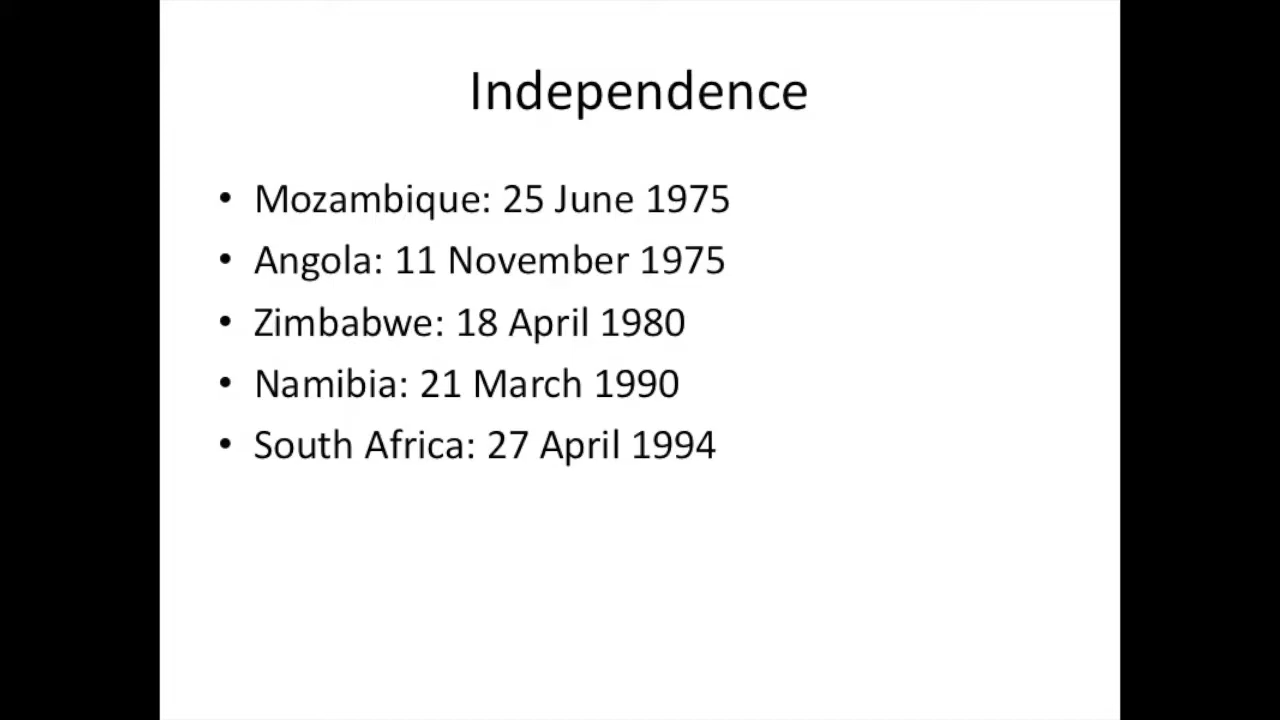 Independence
• Mozambique: 25 June 1975
• Angola: 11 November 1975
• Zimbabwe: 18 April 1980
• Namibia: 21 March 1990
• South Africa: 27 April 1994